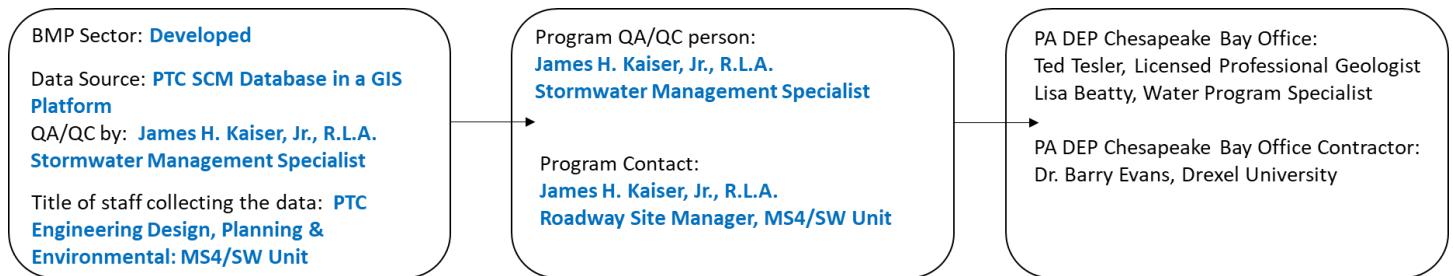 BMP Sector: Developed
Data Source: PTC SCM Database in a GIS
Platform
QA/QC by: James H. Kaiser, Jr., R.L.A.
Stormwater Management Specialist
Title of staff collecting the data: PTC
Engineering Design, Planning &
Environmental: MS4/SW Unit
Program QA/QC person:
James H. Kaiser, Jr., R.L.A.
Stormwater Management Specialist
Program Contact:
James H. Kaiser, Jr., R.L.A.
Roadway Site Manager, MS4/SW Unit
PA DEP Chesapeake Bay Office:
Ted Tesler, Licensed Professional Geologist
Lisa Beatty, Water Program Specialist
PA DEP Chesapeake Bay Office Contractor:
Dr. Barry Evans, Drexel University